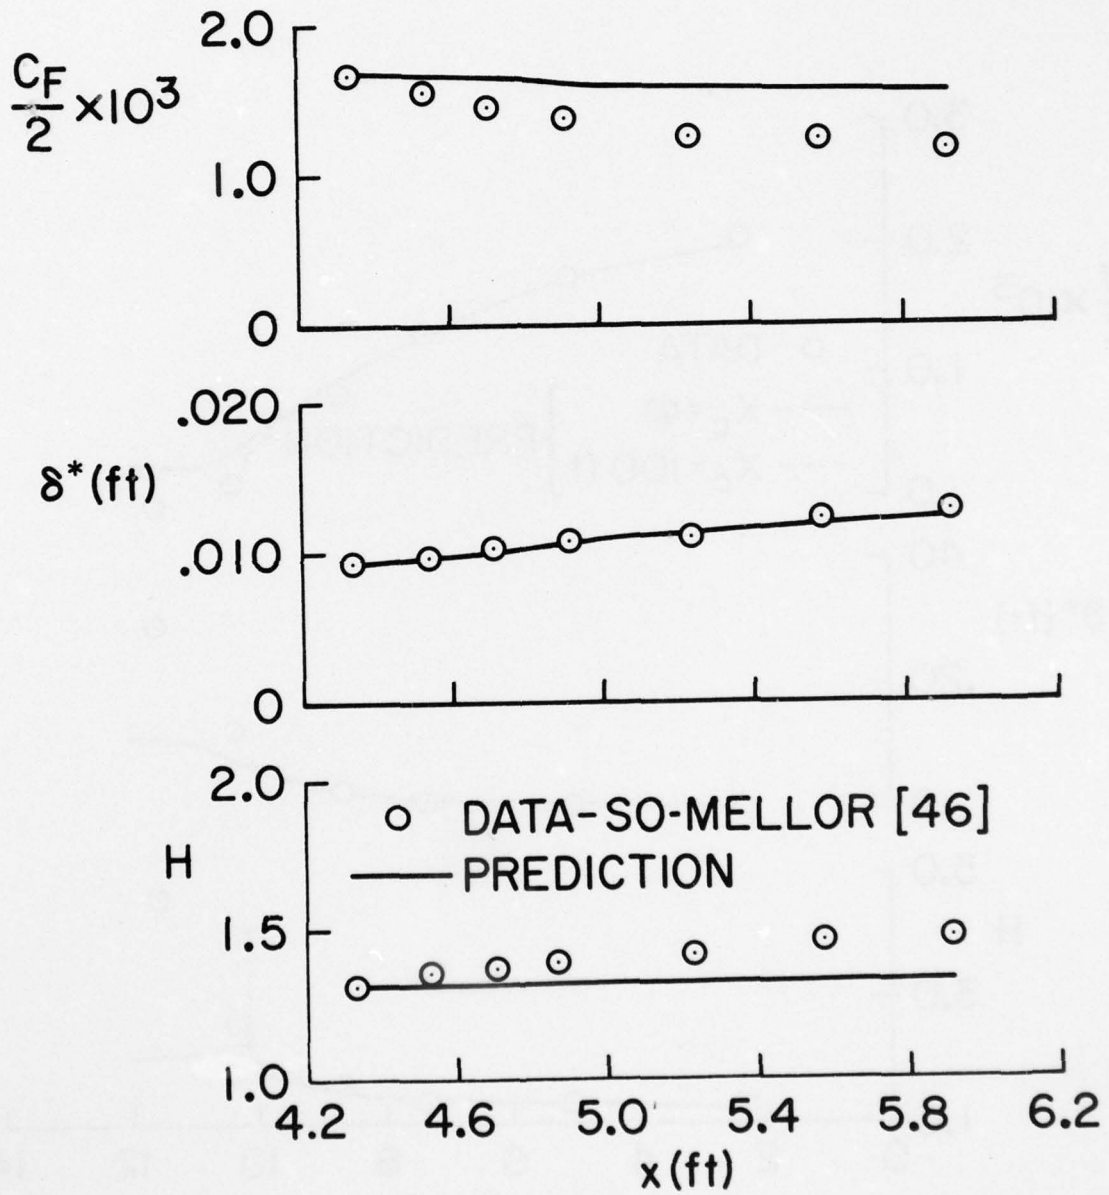 2.0
C_F/2 ×10³
1.0
0
.020
δ* (ft)
.010
0
2.0
DATA-SO-MELLOR [46]
H
PREDICTION
1.5
1.0
4.2 4.6 5.0 5.4 5.8 6.2
x (ft)